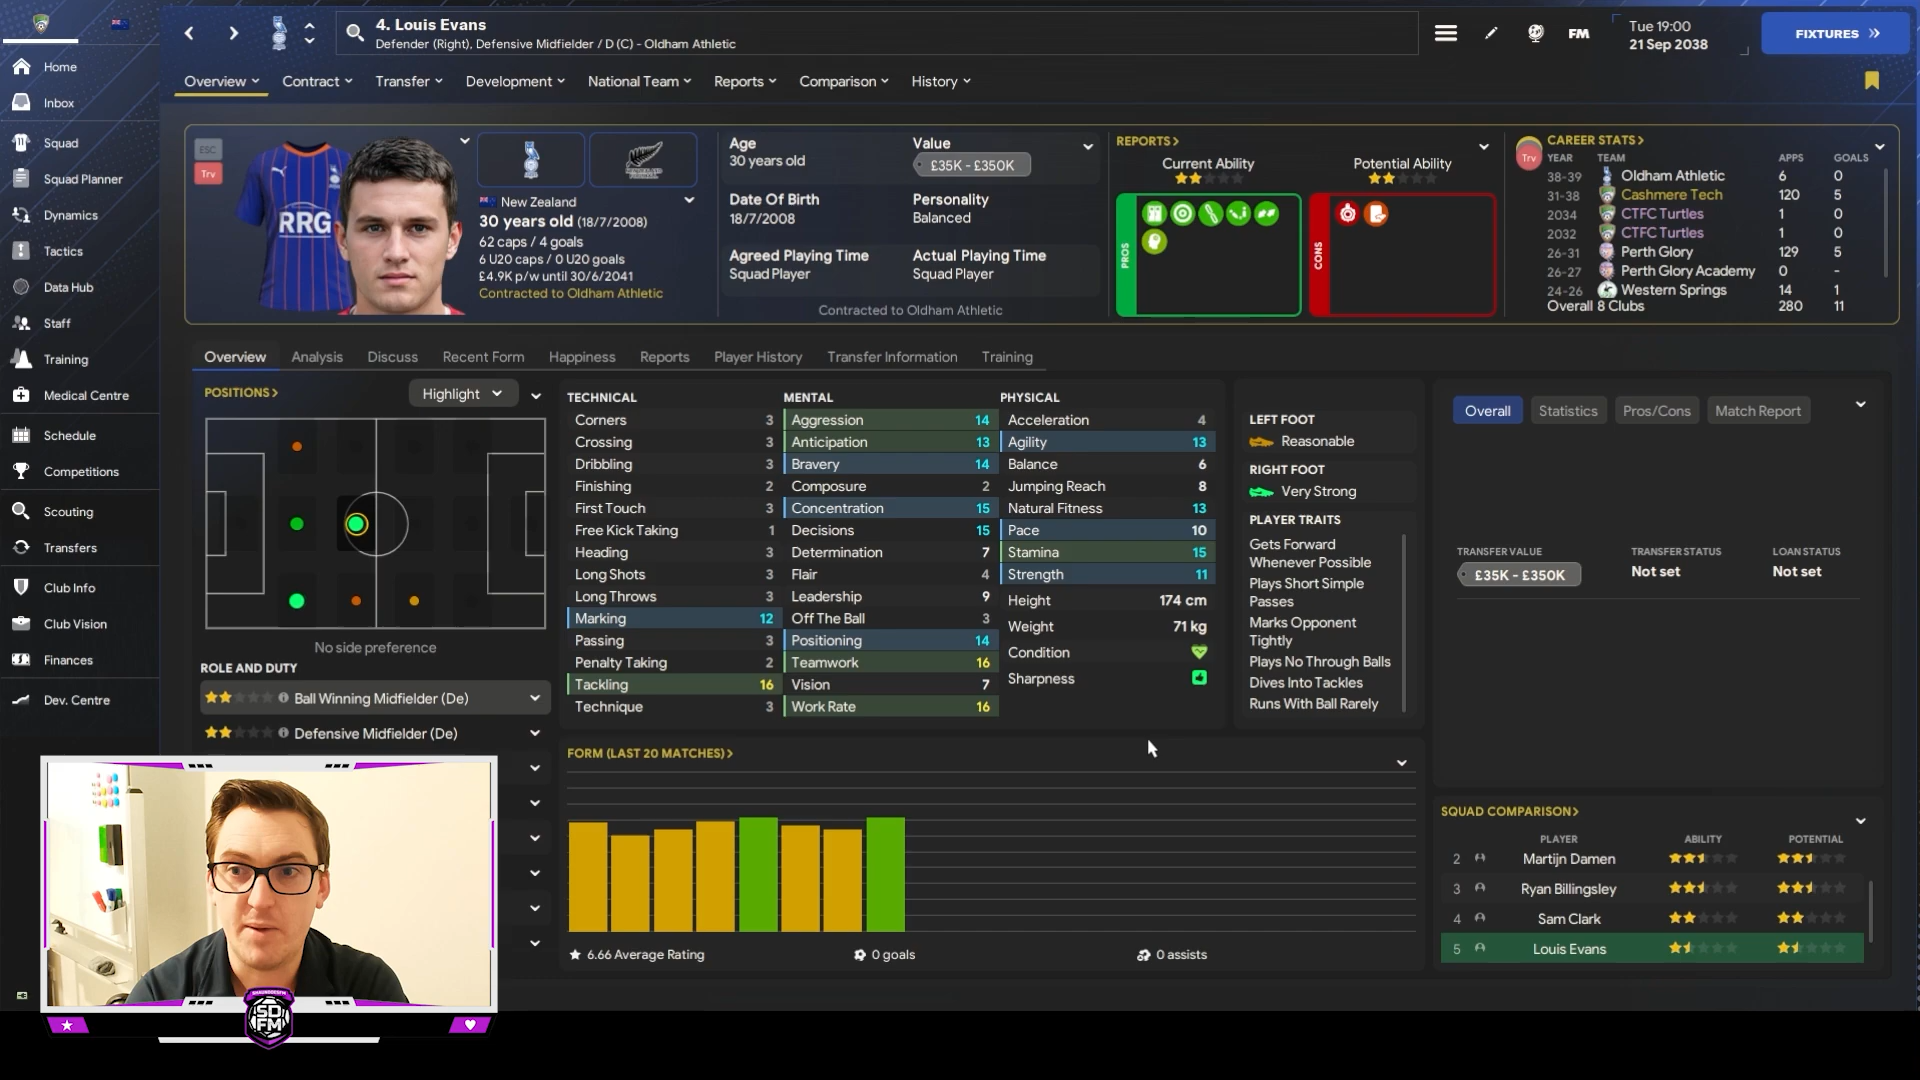 4. Louis Evans
Defender (Right), Defensive Midfielder / D (C) - Oldham Athletic
FM
Tue 19:00
21 Sep 2038
FIXTURES
Home
Inbox
Squad
Squad Planner
Dynamics
Tactics
Data Hub
Staff
Training
Medical Centre
Schedule
Competitions
Scouting
Transfers
Club Info
Club Vision
Finances
Dev. Centre
Overview
Contract
Transfer
Development
National Team
Reports
Comparison
History
ESC
Trv
RRG
New Zealand
30 years old (18/7/2008)
62 caps / 4 goals
6 U20 caps / 0 U20 goals
£4.9K p/w until 30/6/2041
Contracted to Oldham Athletic
Age
30 years old
Value
£35K - £350K
Date Of Birth
18/7/2008
Personality
Balanced
Agreed Playing Time
Squad Player
Actual Playing Time
Squad Player
Contracted to Oldham Athletic
REPORTS >
Current Ability
Potential Ability
PROS
CONS
Trv
CAREER STATS >
YEAR TEAM APPS GOALS
38-39 Oldham Athletic 6 0
31-38 Cashmere Tech 120 5
2034 CTFC Turtles 1 0
2032 CTFC Turtles 1 0
26-31 Perth Glory 129 5
26-27 Perth Glory Academy 0 -
24-26 Western Springs 14 1
Overall 8 Clubs 280 11
Overview Analysis Discuss Recent Form Happiness Reports Player History Transfer Information Training
POSITIONS >
Highlight
No side preference
ROLE AND DUTY
Ball Winning Midfielder (De)
Defensive Midfielder (De)
TECHNICAL
Corners 3
Crossing 3
Dribbling 3
Finishing 2
First Touch 3
Free Kick Taking 1
Heading 3
Long Shots 3
Long Throws 3
Marking 12
Passing 3
Penalty Taking 2
Tackling 16
Technique 3
MENTAL
Aggression 14
Anticipation 13
Bravery 14
Composure 2
Concentration 15
Decisions 15
Determination 7
Flair 4
Leadership 9
Off The Ball 3
Positioning 14
Teamwork 16
Vision 7
Work Rate 16
PHYSICAL
Acceleration 4
Agility 13
Balance 6
Jumping Reach 8
Natural Fitness 13
Pace 10
Stamina 15
Strength 11
Height 174 cm
Weight 71 kg
Condition
Sharpness
LEFT FOOT
Reasonable
RIGHT FOOT
Very Strong
PLAYER TRAITS
Gets Forward
Whenever Possible
Plays Short Simple
Passes
Marks Opponent
Tightly
Plays No Through Balls
Dives Into Tackles
Runs With Ball Rarely
Overall Statistics Pros/Cons Match Report
TRANSFER VALUE
£35K - £350K
TRANSFER STATUS
Not set
LOAN STATUS
Not set
FORM (LAST 20 MATCHES) >
6.66 Average Rating
0 goals
0 assists
SQUAD COMPARISON >
PLAYER ABILITY POTENTIAL
2 Martijn Damen
3 Ryan Billingsley
4 Sam Clark
5 Louis Evans
SD
FM